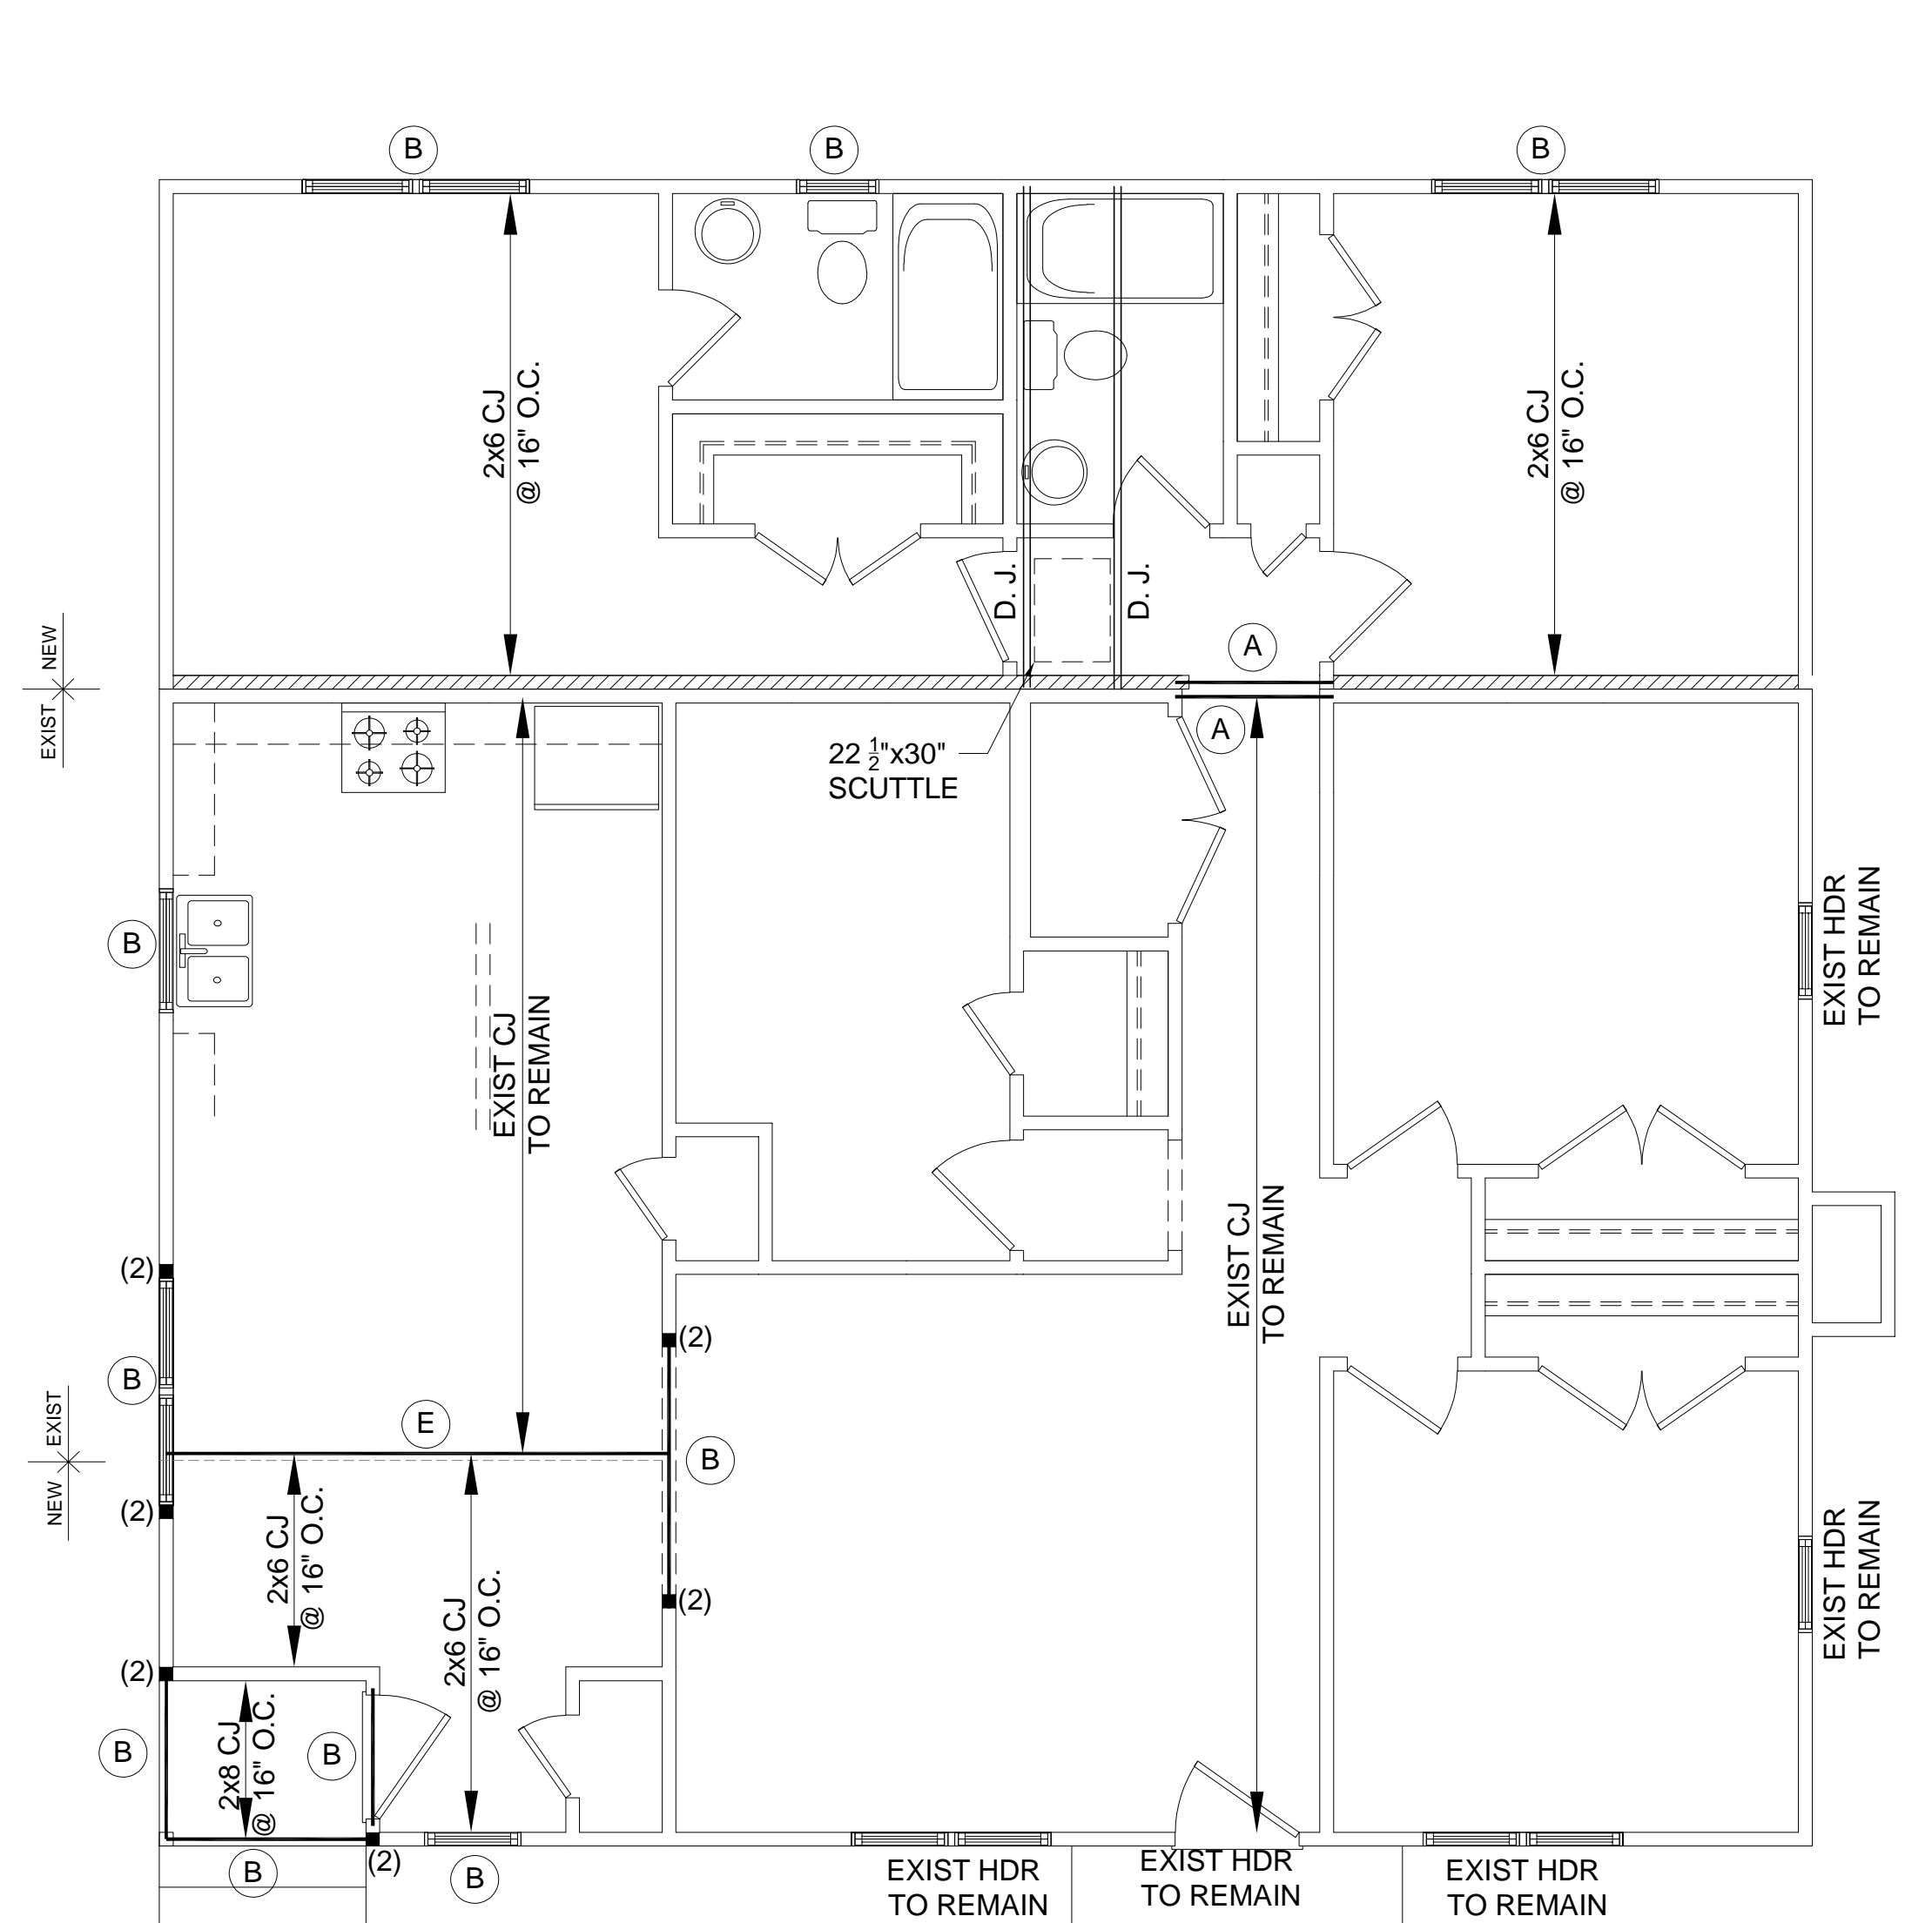 B
B
B
2x6 CJ
@ 16" O.C.
2x6 CJ
@ 16" O.C.
D. J.
D. J.
NEW
EXIST
A
A
22 1/2"x30"
SCUTTLE
B
EXIST CJ
TO REMAIN
EXIST HDR
TO REMAIN
EXIST CJ
TO REMAIN
(2)
(2)
B
E
B
EXIST
NEW
(2)
(2)
2x6 CJ
@ 16" O.C.
2x6 CJ
@ 16" O.C.
EXIST HDR
TO REMAIN
(2)
B
2x8 CJ
@ 16" O.C.
B
(2)
B
B
EXIST HDR
TO REMAIN
EXIST HDR
TO REMAIN
EXIST HDR
TO REMAIN